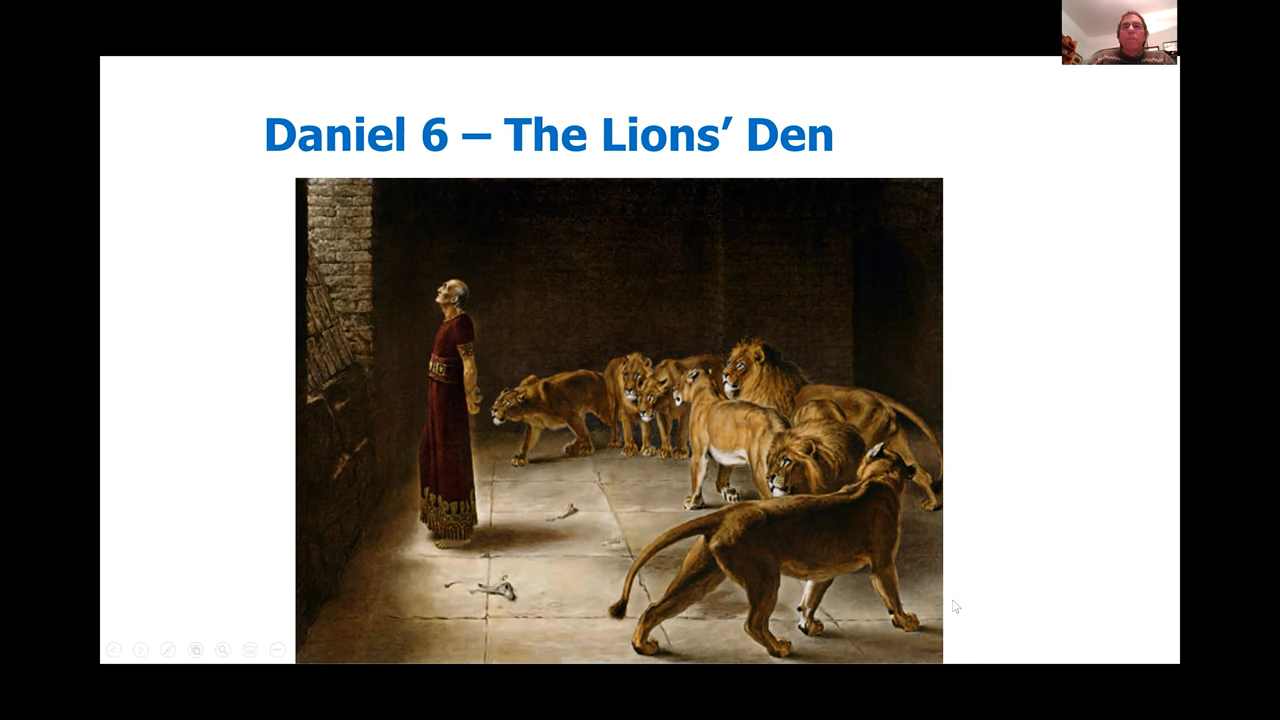 Daniel 6 – The Lions’ Den